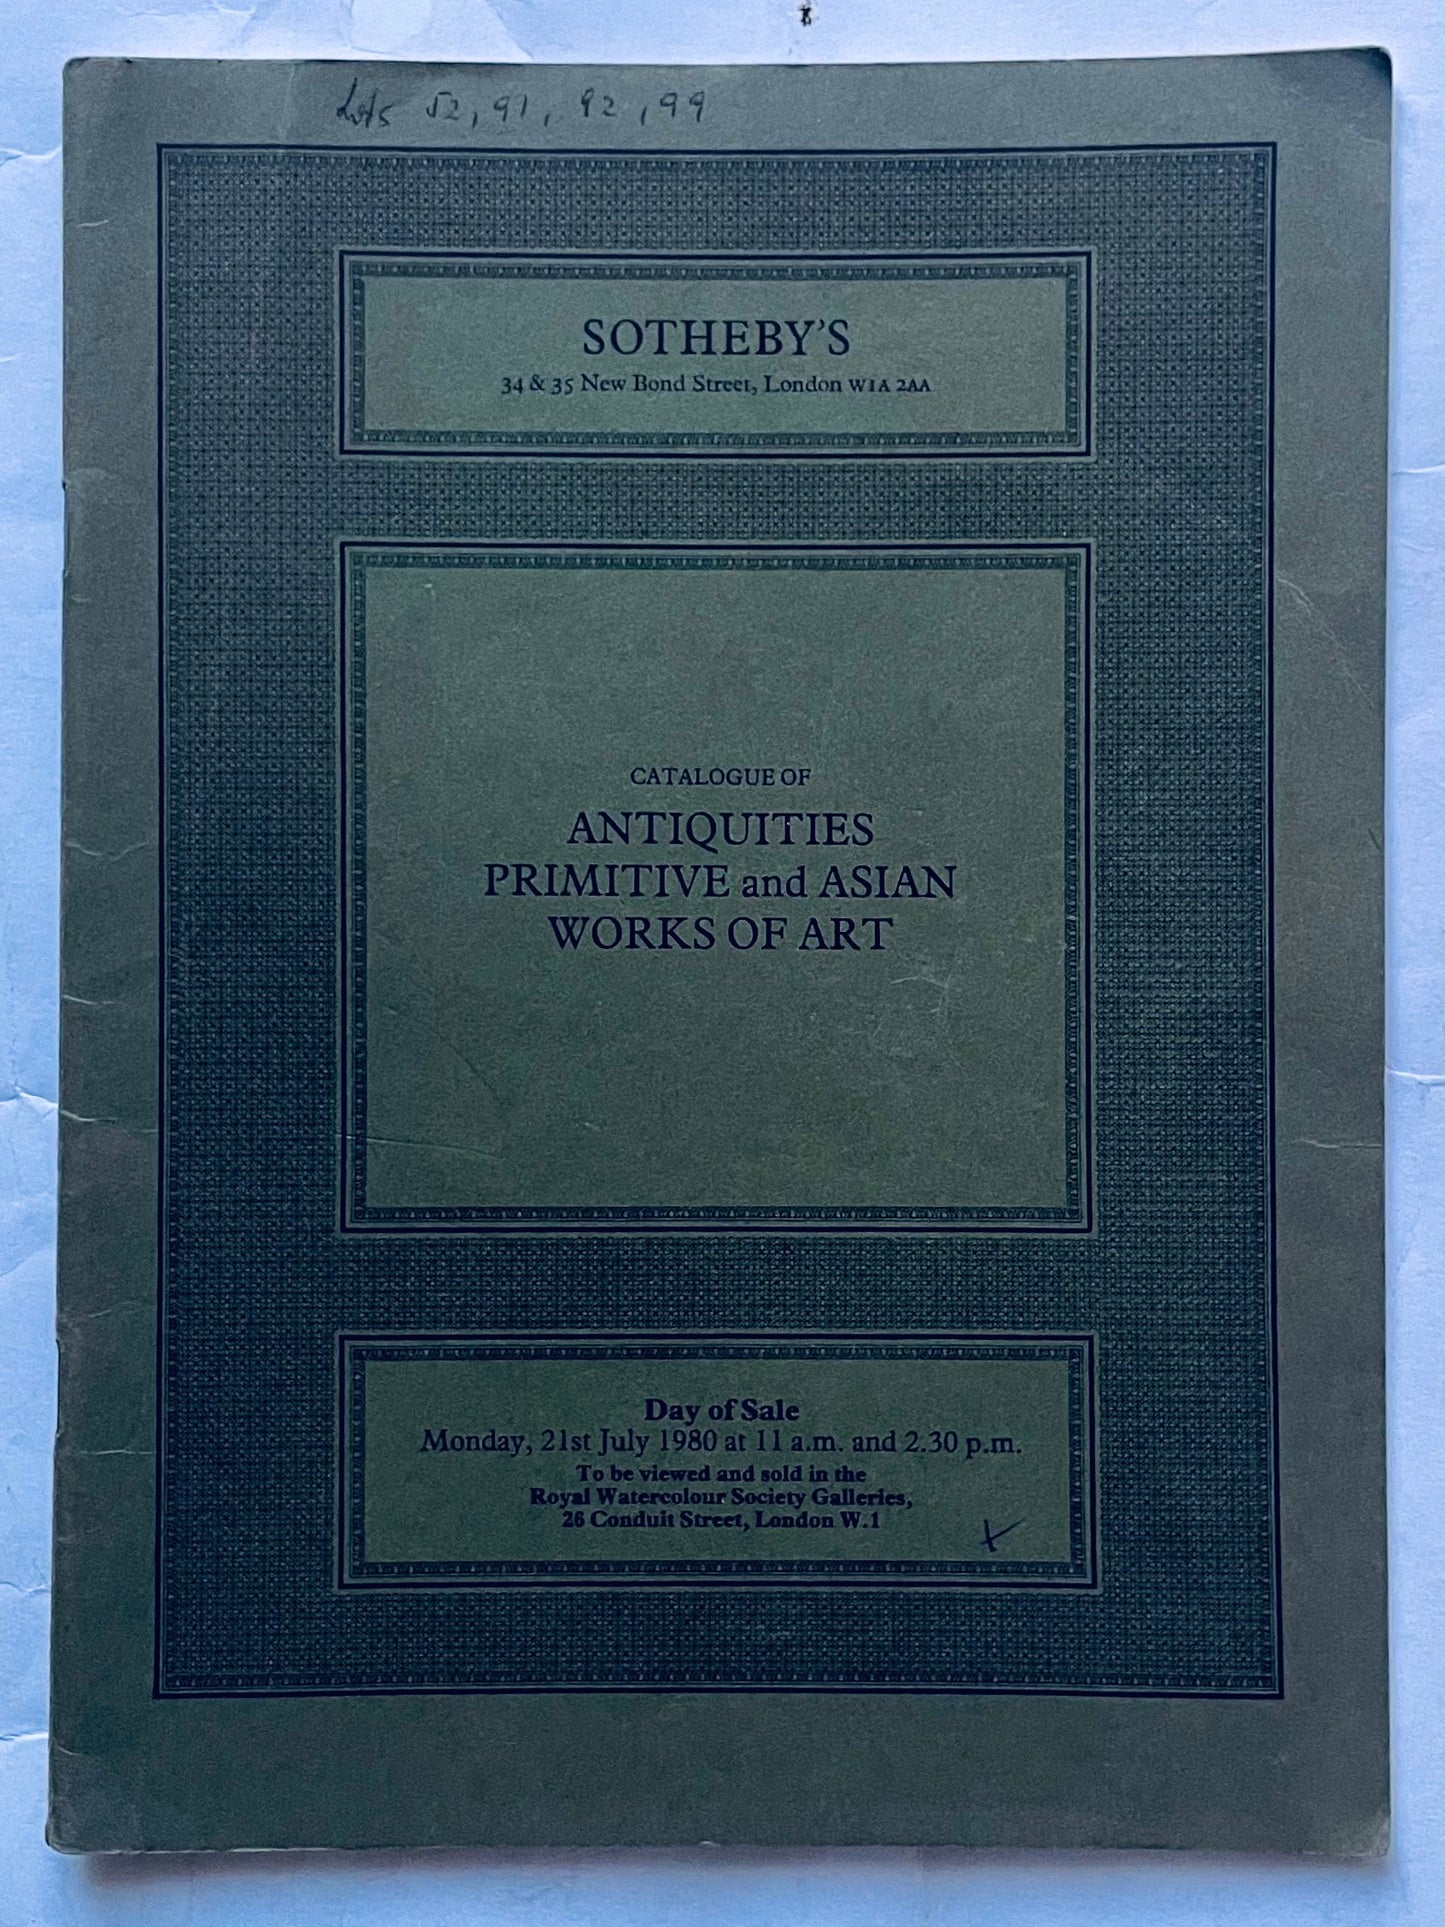 Lots 52, 91, 92, 99
SOTHEBY'S
34 & 35 New Bond Street, London W1A 2AA
CATALOGUE OF
ANTIQUITIES
PRIMITIVE and ASIAN
WORKS OF ART
Day of Sale
Monday, 21st July 1980 at 11 a.m. and 2.30 p.m.
To be viewed and sold in the
Royal Watercolour Society Galleries,
26 Conduit Street, London W.1